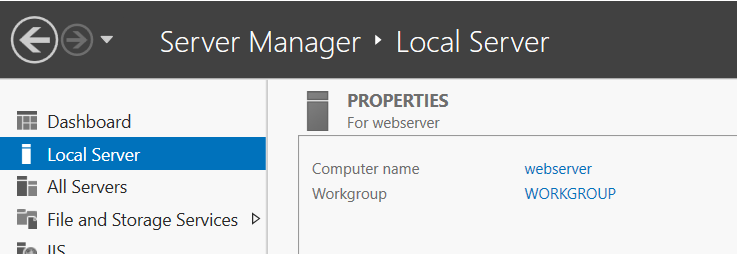 Server Manager ‣ Local Server
Dashboard
Local Server
All Servers
File and Storage Services
IIS
PROPERTIES
For webserver
Computer name webserver
Workgroup WORKGROUP